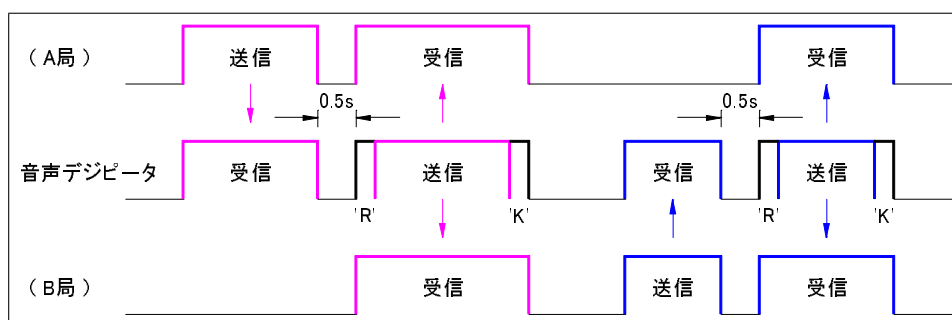 (A局) 送信 受信 受信
0.5s 0.5s
音声デジピータ 受信 送信 受信 送信
'R' 'K' 'R' 'K'
(B局) 受信 送信 受信